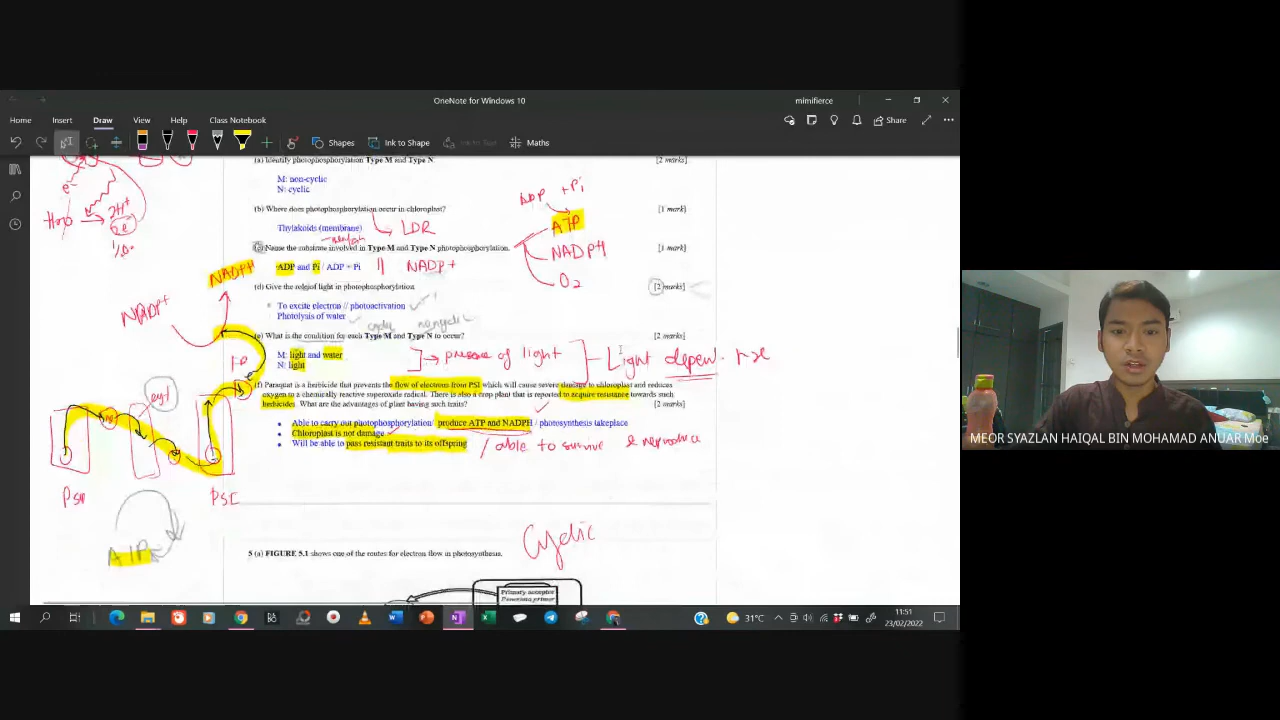 OneNote for Windows 10
mimifierce
Home Insert Draw View Help Class Notebook
Share
Shapes Ink to Shape Ink to Text Maths
(a) Identify photophosphorylation Type M and Type N [2 marks]
M: non-cyclic
N: cyclic
(b) Where does photophosphorylation occur in chloroplast? [1 mark]
Thylakoids (membrane)
LDR
(c) Name the substrate involved in Type M and Type N photophosphorylation. [1 mark]
ADP and Pi / ADP + Pi // NADP+
ADP + Pi
ATP
NADPH
O2
(d) Give the role of light in photophosphorylation [2 marks]
To excite electron // photoactivation
Photolysis of water
(e) What is the condition for each Type M and Type N to occur? [2 marks]
M: light and water
N: light
presence of light
Light depen. rxe
(f) Paraquat is a herbicide that prevents the flow of electrons from PSI which will cause severe damage to chloroplast and reduces
oxygen to a chemically reactive superoxide radical. There is also a crop plant that is reported to acquire resistance towards such
herbicides. What are the advantages of plant having such traits? [2 marks]
• Able to carry out photophosphorylation/ produce ATP and NADPH / photosynthesis takeplace
• Chloroplast is not damage
• Will be able to pass resistant traits to its offspring / able to survive & reproduce
e-
H2O
2H+
2e-
NADPH
NADP+
PSII
PSI
ATP
Cyclic
5 (a) FIGURE 5.1 shows one of the routes for electron flow in photosynthesis.
Primary acceptor
MEOR SYAZLAN HAIQAL BIN MOHAMAD ANUAR Moe
31°C
11:51
23/02/2022